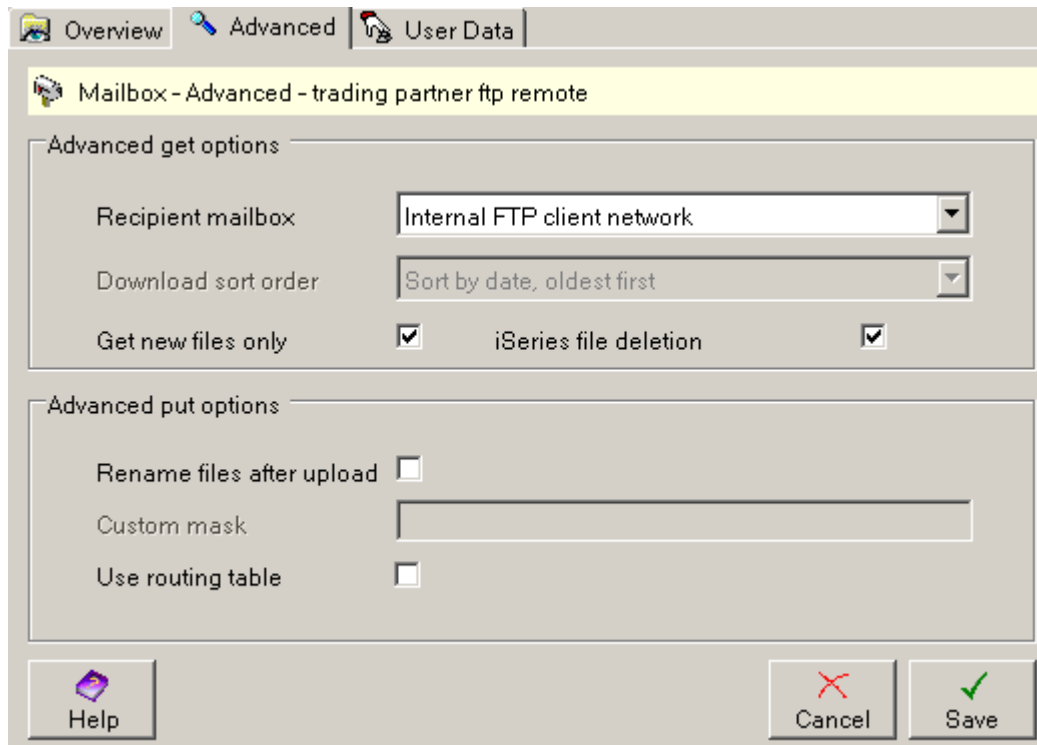 Overview Advanced User Data
Mailbox - Advanced - trading partner ftp remote
Advanced get options
Recipient mailbox Internal FTP client network
Download sort order Sort by date, oldest first
Get new files only iSeries file deletion
Advanced put options
Rename files after upload
Custom mask
Use routing table
Help Cancel Save